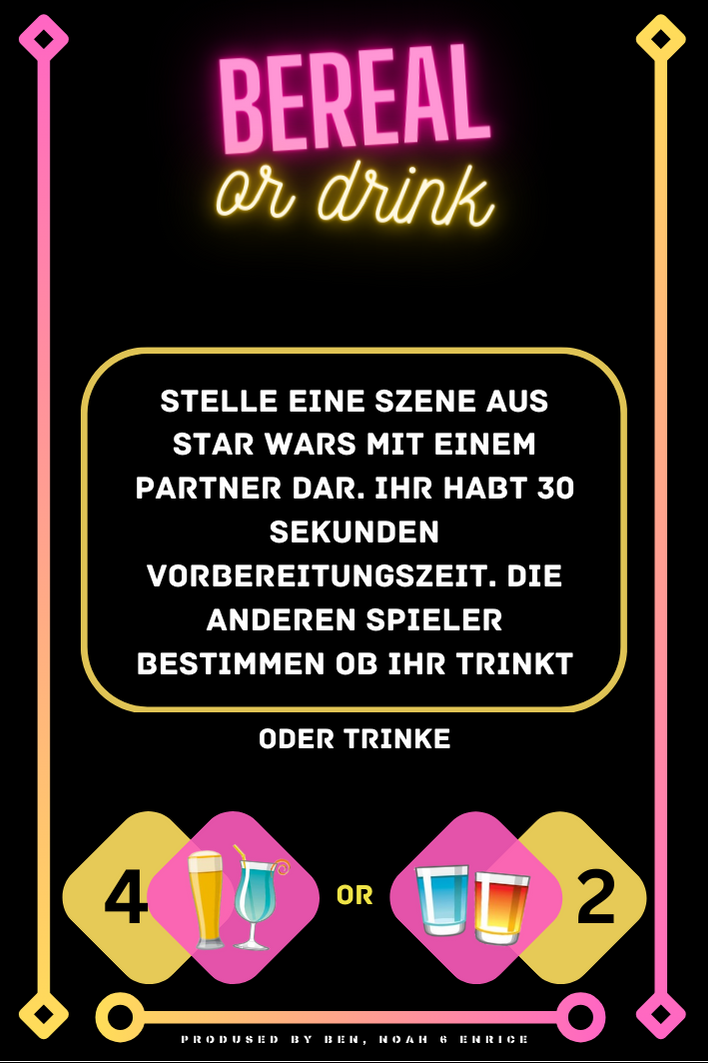 BEREAL
or drink
STELLE EINE SZENE AUS
STAR WARS MIT EINEM
PARTNER DAR. IHR HABT 30
SEKUNDEN
VORBEREITUNGSZEIT. DIE
ANDEREN SPIELER
BESTIMMEN OB IHR TRINKT
ODER TRINKE
4 OR 2
PRODUSED BY BEN, NOAH & ENRICE